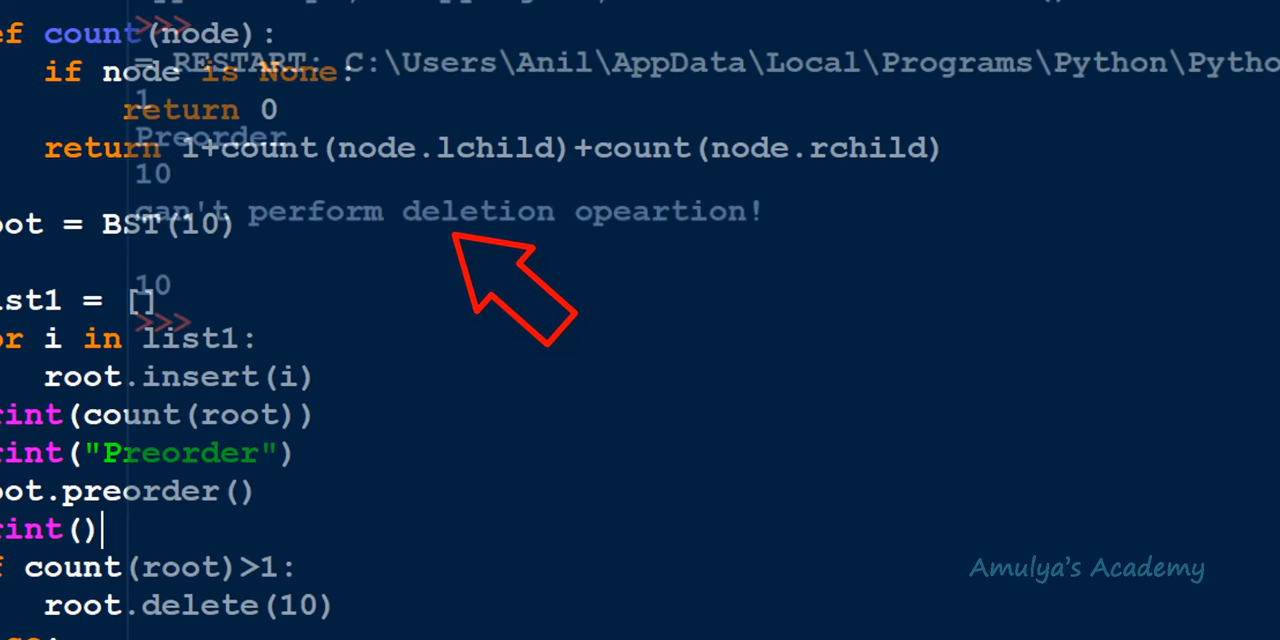 ef count(node):
if node is None:
return 0
return 1+count(node.lchild)+count(node.rchild)
oot = BST(10)
ist1 = []
or i in list1:
root.insert(i)
rint(count(root))
rint("Preorder")
oot.preorder()
rint()
f count(root)>1:
root.delete(10)
>>>
= RESTART: C:\Users\Anil\AppData\Local\Programs\Python\Pytho
1
Preorder
10
can't perform deletion opeartion!
10
>>>
Amulya's Academy